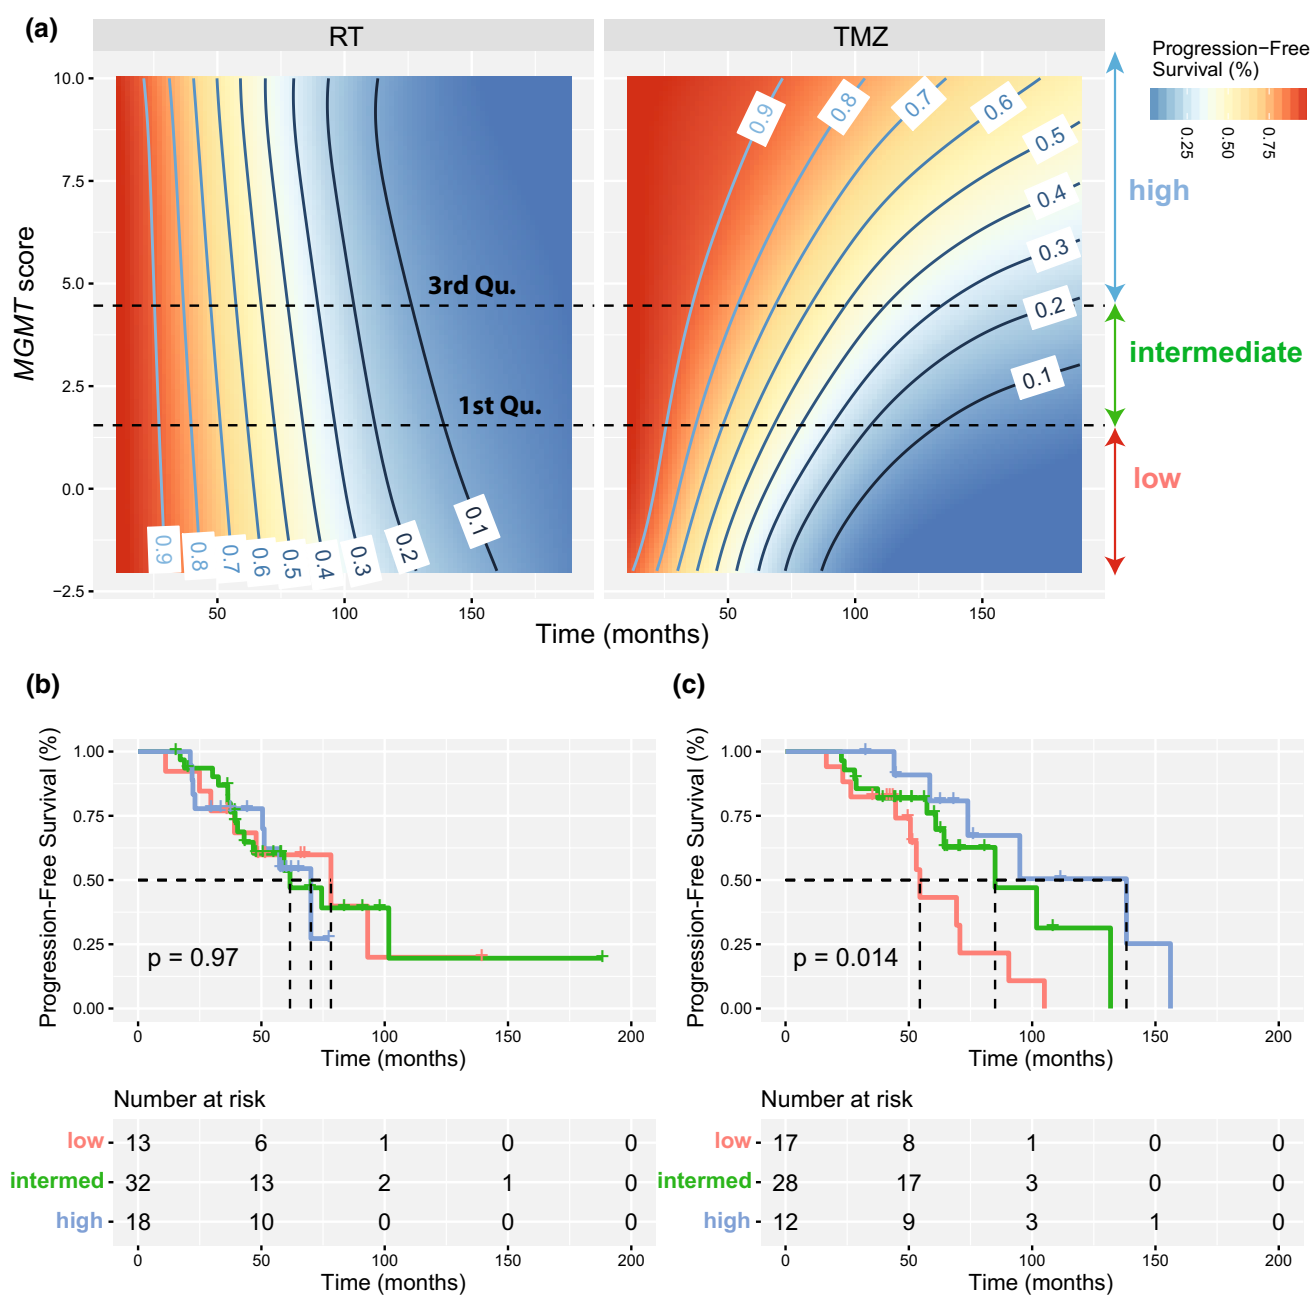 (a)
RT
TMZ
Progression−Free
Survival (%)
0.25
0.50
0.75
MGMT score
10.0
7.5
5.0
2.5
0.0
−2.5
3rd Qu.
1st Qu.
0.9
0.8
0.7
0.6
0.5
0.4
0.3
0.2
0.1
0.9
0.8
0.7
0.6
0.5
0.4
0.3
0.2
0.1
high
intermediate
low
50
100
150
50
100
150
Time (months)
(b)
Progression-Free Survival (%)
1.00
0.75
0.50
0.25
0.00
p = 0.97
0
50
100
150
200
Time (months)
Number at risk
low 13 6 1 0 0
intermed 32 13 2 1 0
high 18 10 0 0 0
0
50
100
150
200
Time (months)
(c)
Progression-Free Survival (%)
1.00
0.75
0.50
0.25
0.00
p = 0.014
0
50
100
150
200
Time (months)
Number at risk
low 17 8 1 0 0
intermed 28 17 3 0 0
high 12 9 3 1 0
0
50
100
150
200
Time (months)